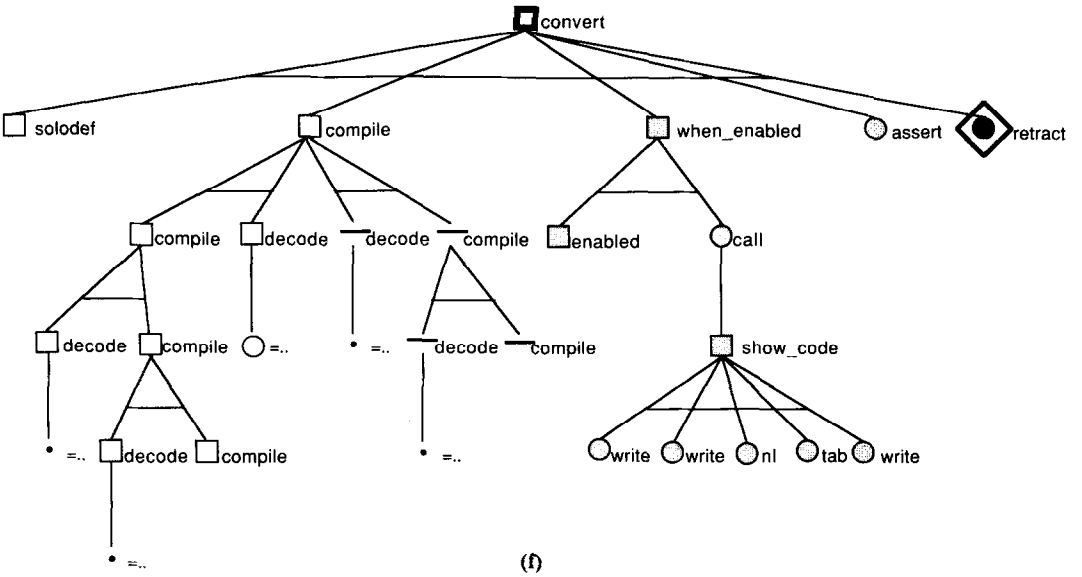 convert
solodef
compile
when_enabled
assert
retract
compile
decode
decode
compile
enabled
call
decode
compile
=..
=..
decode
compile
show_code
=..
decode
compile
=..
write
write
nl
tab
write
=..
(f)